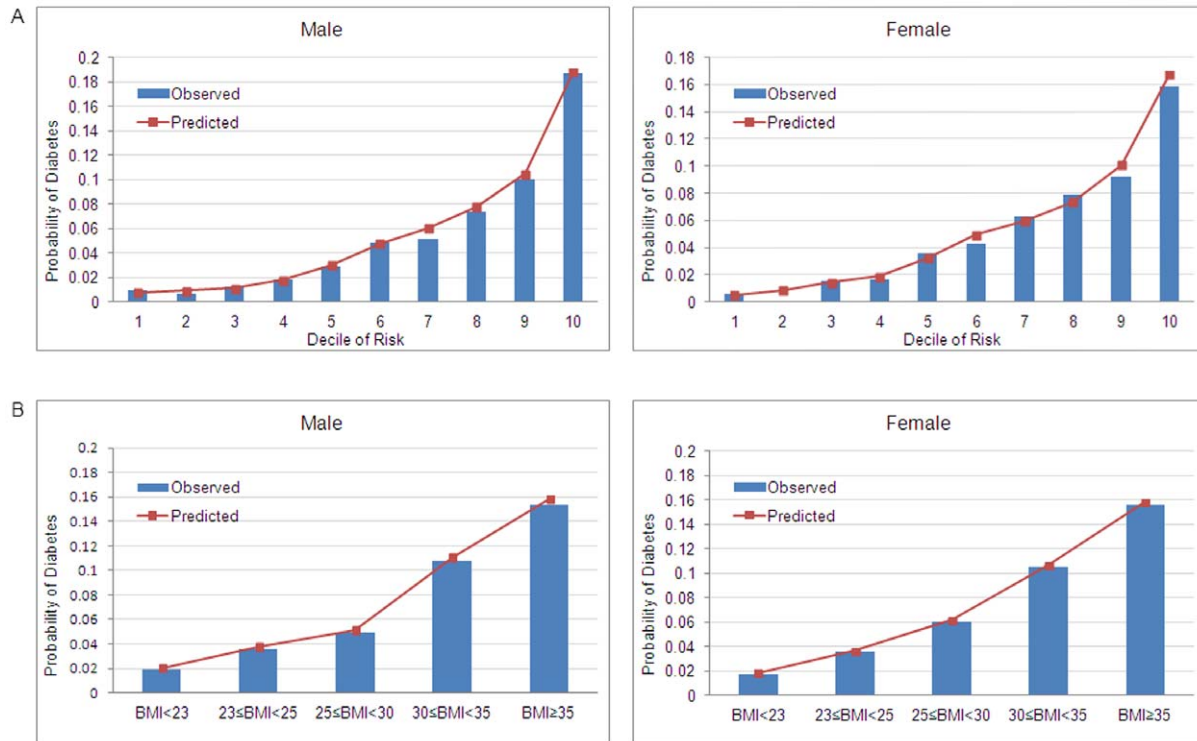 A
Male
0.2
0.18
0.16
0.14
0.12
0.1
0.08
0.06
0.04
0.02
0
Probability of Diabetes
Observed
Predicted
1 2 3 4 5 6 7 8 9 10
Decile of Risk
Female
0.18
0.16
0.14
0.12
0.1
0.08
0.06
0.04
0.02
0
Probability of Diabetes
Observed
Predicted
1 2 3 4 5 6 7 8 9 10
Decile of Risk
B
Male
0.2
0.18
0.16
0.14
0.12
0.1
0.08
0.06
0.04
0.02
0
Probability of Diabetes
Observed
Predicted
BMI<23 23≤BMI<25 25≤BMI<30 30≤BMI<35 BMI≥35
Female
0.2
0.18
0.16
0.14
0.12
0.1
0.08
0.06
0.04
0.02
0
Probability of Diabetes
Observed
Predicted
BMI<23 23≤BMI<25 25≤BMI<30 30≤BMI<35 BMI≥35